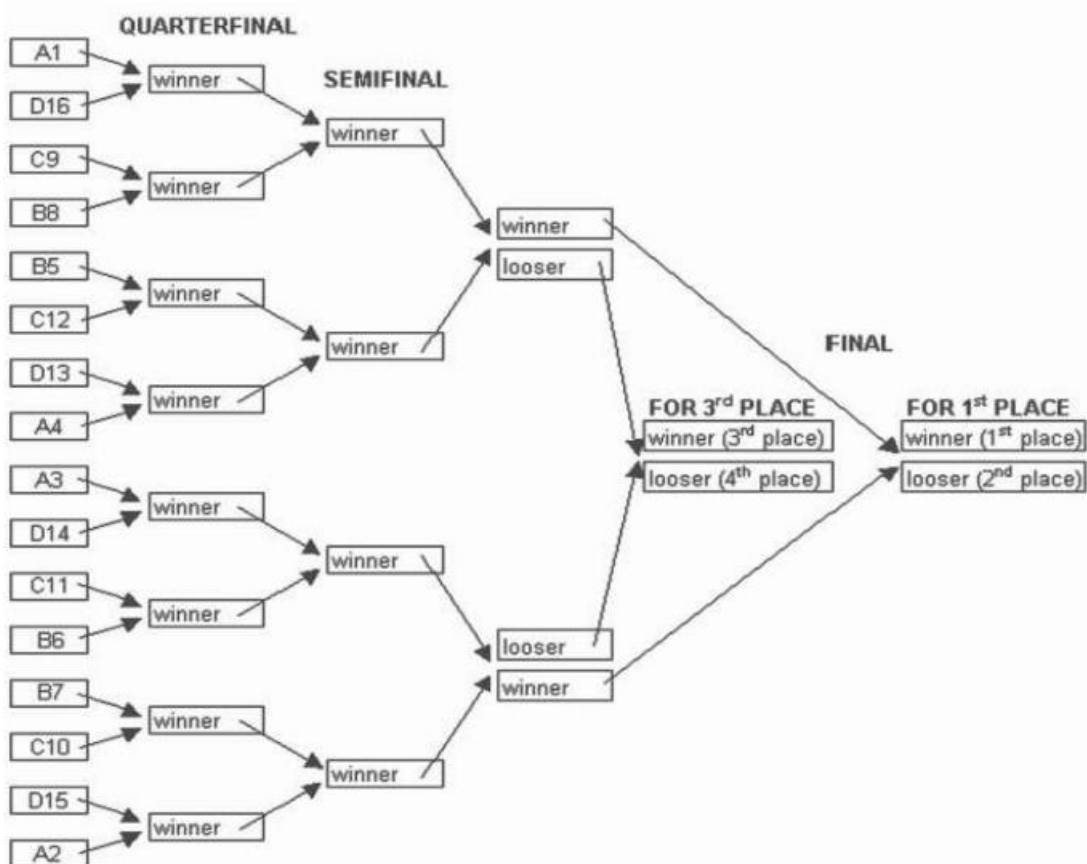 QUARTERFINAL
SEMIFINAL
FINAL
A1
D16
C9
B8
B5
C12
D13
A4
A3
D14
C11
B6
B7
C10
D15
A2
winner
winner
winner
winner
winner
winner
winner
winner
winner
winner
winner
winner
winner
looser
looser
winner
FOR 3rd PLACE
winner (3rd place)
looser (4th place)
FOR 1st PLACE
winner (1st place)
looser (2nd place)